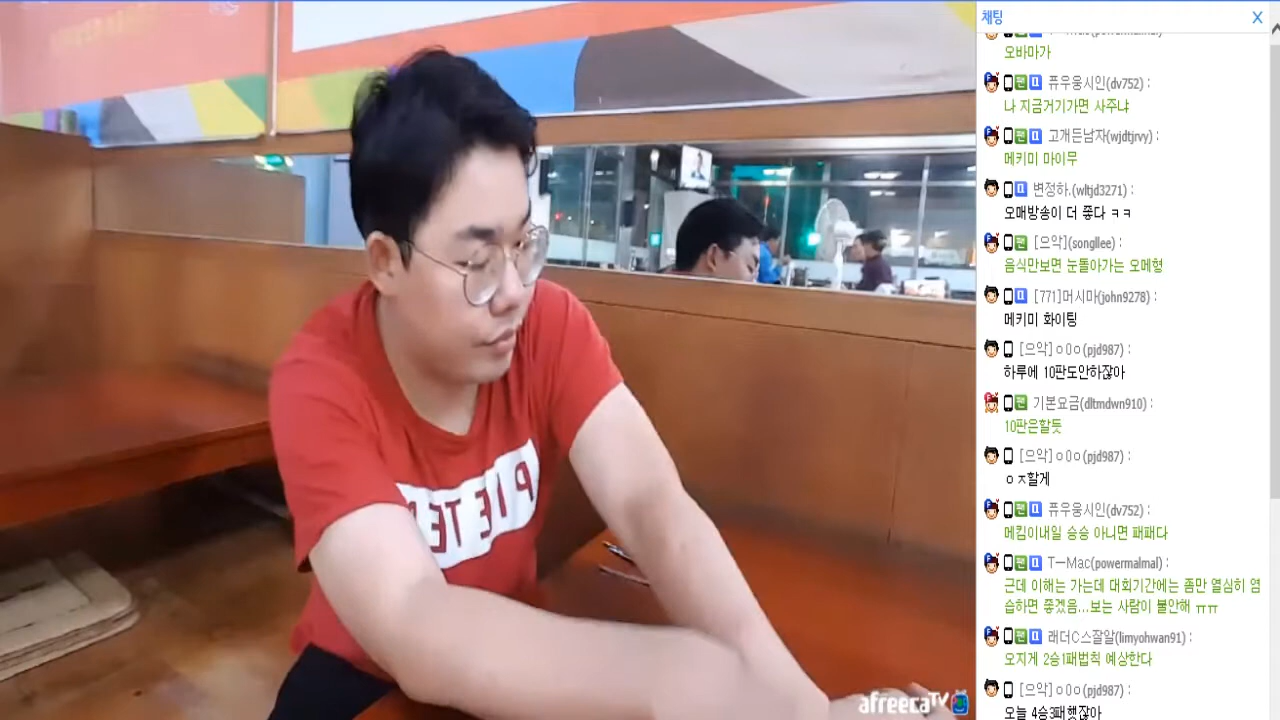 채팅
X
오바마가
퓨우웅시인(dv752) :
나 지금거기가면 사주냐
고개든남자(wjdtjrvy) :
메키미 마이무
변정하.(wltjd3271) :
오매방송이 더 좋다 ㅋㅋ
[으악](songllee) :
음식만보면 눈돌아가는 오메형
[771]머시마(john9278) :
메키미 화이팅
[으악]ㅇ0ㅇ(pjd987) :
하루에 10판도안하잖아
기본요금(dltmdwn910) :
10판은할듯
[으악]ㅇ0ㅇ(pjd987) :
ㅇㅈ할게
퓨우웅시인(dv752) :
메킴이내일 승승 아니면 패패다
T-Mac(powermalmal) :
근데 이해는 가는데 대회기간에는 좀만 열심히 염
습하면 좋겠음...보는 사람이 불안해 ㅠㅠ
래더C스잘알(limyohwan91) :
오지게 2승1패법칙 예상한다
[으악]ㅇ0ㅇ(pjd987) :
오늘 4승3패했잖아
PIETE
afreecaTV